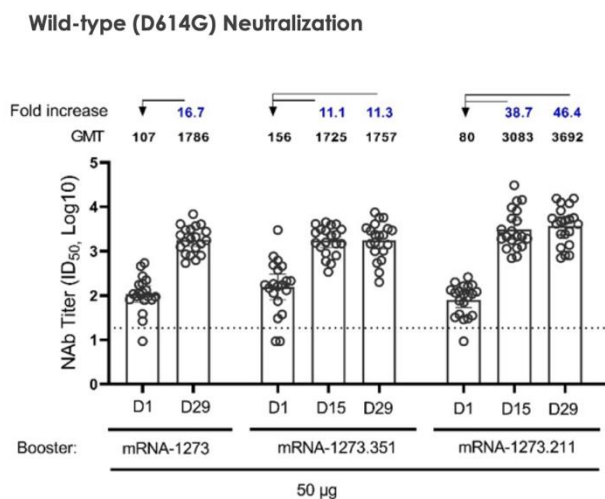 Wild-type (D614G) Neutralization
Fold increase 16.7 11.1 11.3 38.7 46.4
GMT 107 1786 156 1725 1757 80 3083 3692
NAb Titer (ID50, Log10)
5
4
3
2
1
0
D1 D29 D1 D15 D29 D1 D15 D29
Booster: mRNA-1273 mRNA-1273.351 mRNA-1273.211
50 µg